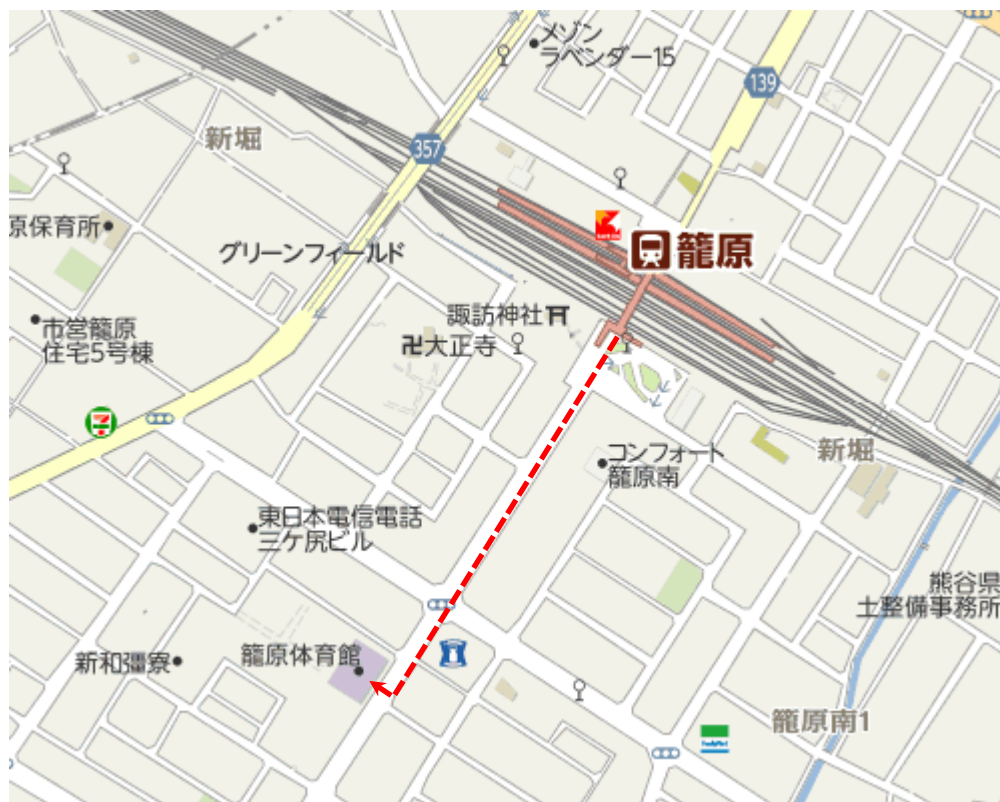 メゾン
ラベンダー15
139
新堀
357
原保育所
グリーンフィールド
籠原
諏訪神社
市営籠原
住宅5号棟
卍大正寺
7
コンフォート
籠原南
新堀
東日本電信電話
三ケ尻ビル
熊谷県
土整備事務所
籠原体育館
新和彊寮
籠原南1
FamilyMart